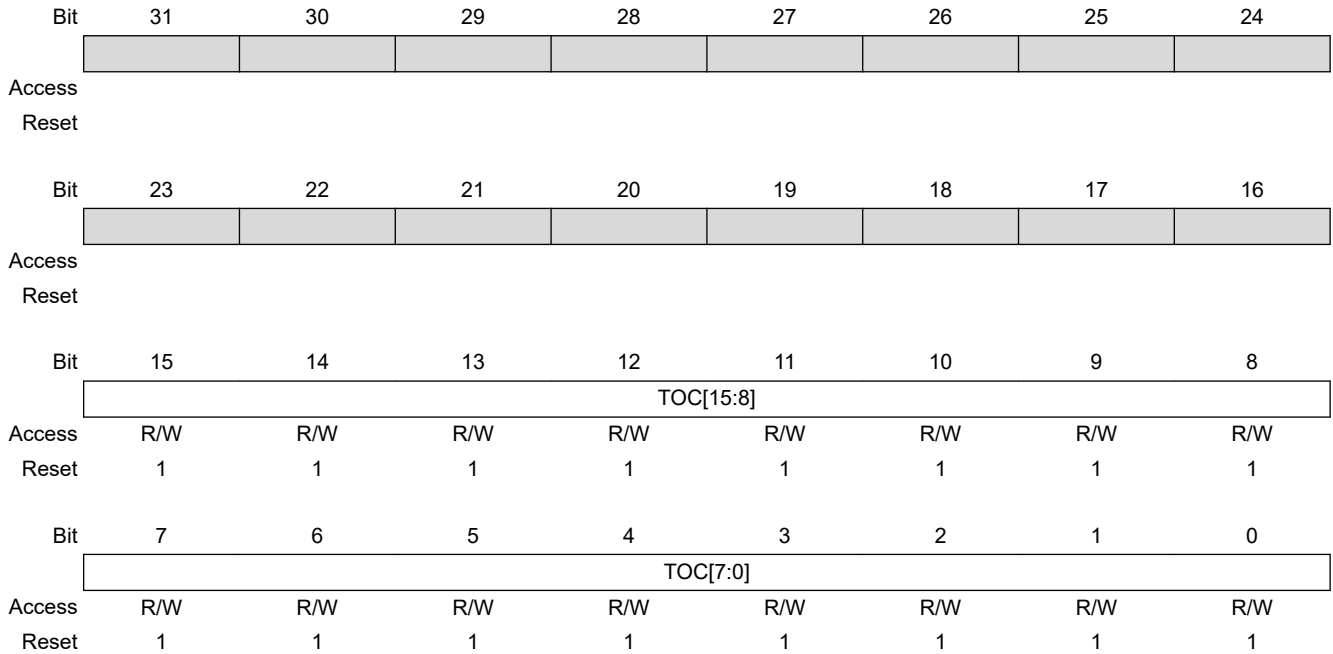 Bit 31 30 29 28 27 26 25 24
Access
Reset
Bit 23 22 21 20 19 18 17 16
Access
Reset
Bit 15 14 13 12 11 10 9 8
TOC[15:8]
Access R/W R/W R/W R/W R/W R/W R/W R/W
Reset 1 1 1 1 1 1 1 1
Bit 7 6 5 4 3 2 1 0
TOC[7:0]
Access R/W R/W R/W R/W R/W R/W R/W R/W
Reset 1 1 1 1 1 1 1 1